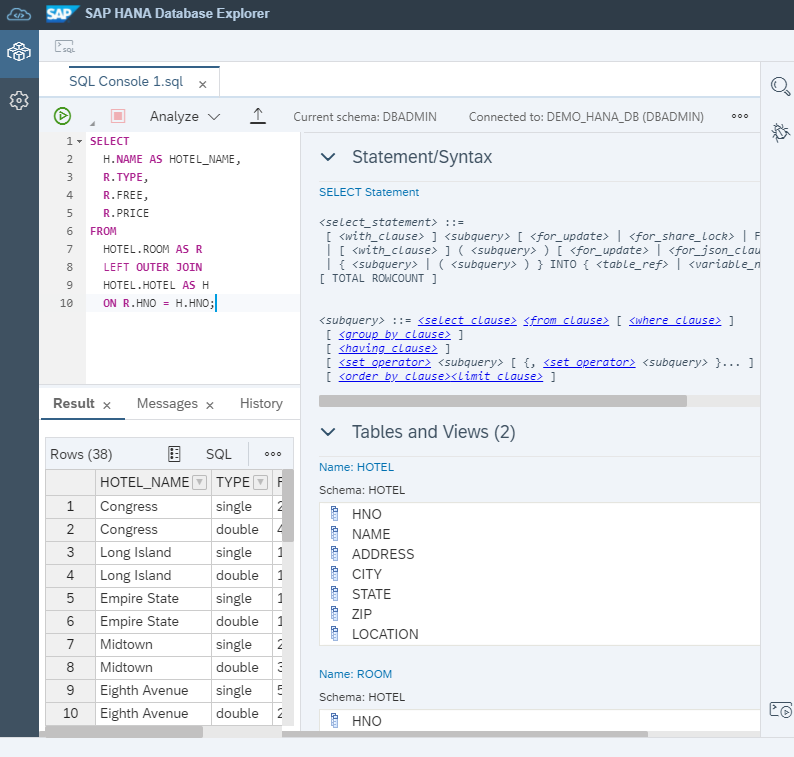 SAP SAP HANA Database Explorer
SQL
SQL Console 1.sql ×
Analyze Current schema: DBADMIN Connected to: DEMO_HANA_DB (DBADMIN)
1 SELECT
2 H.NAME AS HOTEL_NAME,
3 R.TYPE,
4 R.FREE,
5 R.PRICE
6 FROM
7 HOTEL.ROOM AS R
8 LEFT OUTER JOIN
9 HOTEL.HOTEL AS H
10 ON R.HNO = H.HNO;
Result × Messages × History
Rows (38) SQL
HOTEL_NAME TYPE F
1 Congress single 2
2 Congress double 4
3 Long Island single 1
4 Long Island double 1
5 Empire State single 1
6 Empire State double 1
7 Midtown single 2
8 Midtown double 3
9 Eighth Avenue single 5
10 Eighth Avenue double 2
Statement/Syntax
SELECT Statement
<select_statement> ::=
[ <with_clause> ] <subquery> [ <for_update> | <for_share_lock> | F
| [ <with_clause> ] ( <subquery> ) [ <for_update> | <for_json_clau
| { <subquery> | ( <subquery> ) } INTO { <table_ref> | <variable_n
[ TOTAL ROWCOUNT ]
<subquery> ::= <select_clause> <from_clause> [ <where_clause> ]
[ <group_by_clause> ]
[ <having_clause> ]
[ <set_operator> <subquery> [ {, <set_operator> <subquery> }... ]
[ <order_by_clause><limit_clause> ]
Tables and Views (2)
Name: HOTEL
Schema: HOTEL
HNO
NAME
ADDRESS
CITY
STATE
ZIP
LOCATION
Name: ROOM
Schema: HOTEL
HNO